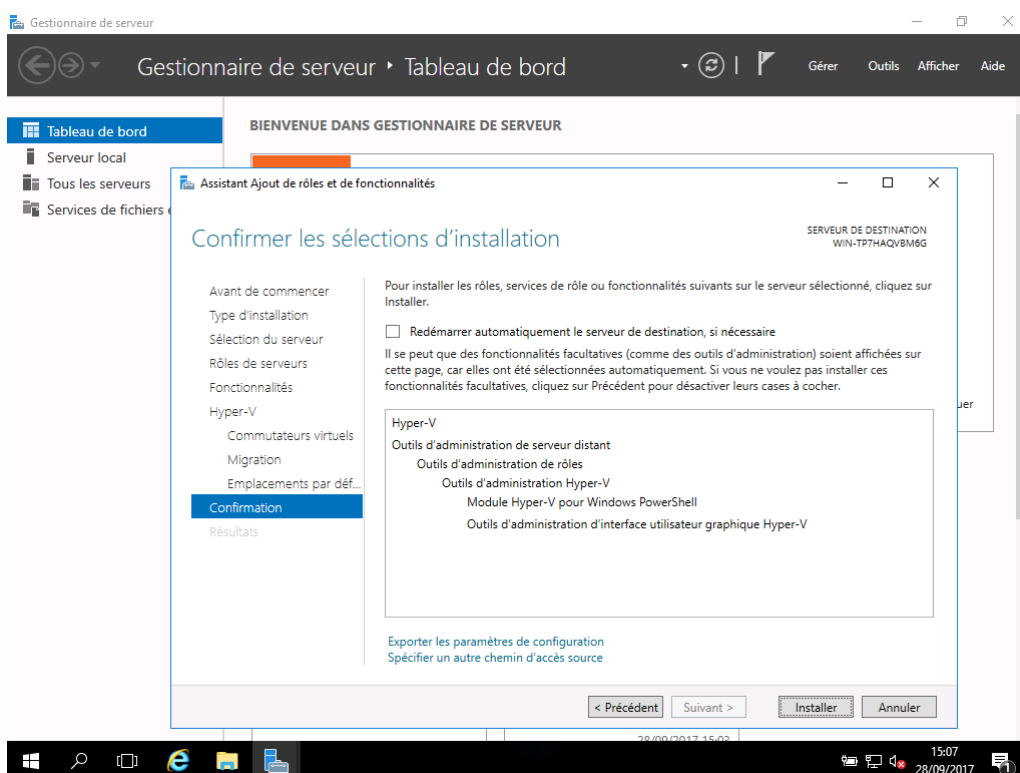 Gestionnaire de serveur
Gestionnaire de serveur • Tableau de bord
Gérer Outils Afficher Aide
Tableau de bord
Serveur local
Tous les serveurs
Services de fichiers
BIENVENUE DANS GESTIONNAIRE DE SERVEUR
Assistant Ajout de rôles et de fonctionnalités
Confirmer les sélections d'installation
SERVEUR DE DESTINATION
WIN-TP7HAQVBM6G
Avant de commencer
Type d'installation
Sélection du serveur
Rôles de serveurs
Fonctionnalités
Hyper-V
Commutateurs virtuels
Migration
Emplacements par déf...
Confirmation
Résultats
Pour installer les rôles, services de rôle ou fonctionnalités suivants sur le serveur sélectionné, cliquez sur
Installer.
Redémarrer automatiquement le serveur de destination, si nécessaire
Il se peut que des fonctionnalités facultatives (comme des outils d'administration) soient affichées sur
cette page, car elles ont été sélectionnées automatiquement. Si vous ne voulez pas installer ces
fonctionnalités facultatives, cliquez sur Précédent pour désactiver leurs cases à cocher.
Hyper-V
Outils d'administration de serveur distant
Outils d'administration de rôles
Outils d'administration Hyper-V
Module Hyper-V pour Windows PowerShell
Outils d'administration d'interface utilisateur graphique Hyper-V
Exporter les paramètres de configuration
Spécifier un autre chemin d'accès source
< Précédent Suivant > Installer Annuler
uer
28/09/2017 15:03
15:07
28/09/2017
1